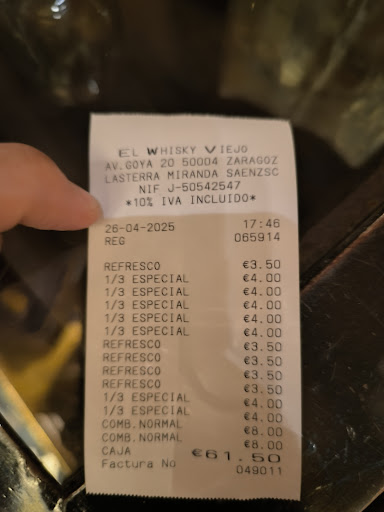 EL WHISKY VIEJO
AV.GOYA 20 50004 ZARAGOZ
LASTERRA MIRANDA SAENZSC
NIF J-50542547
*10% IVA INCLUIDO*
26-04-2025 17:46
REG 065914
REFRESCO €3.50
1/3 ESPECIAL €4.00
1/3 ESPECIAL €4.00
1/3 ESPECIAL €4.00
1/3 ESPECIAL €4.00
1/3 ESPECIAL €4.00
REFRESCO €3.50
REFRESCO €3.50
REFRESCO €3.50
REFRESCO €3.50
1/3 ESPECIAL €4.00
1/3 ESPECIAL €4.00
COMB.NORMAL €8.00
COMB.NORMAL €8.00
CAJA €61.50
Factura No 049011